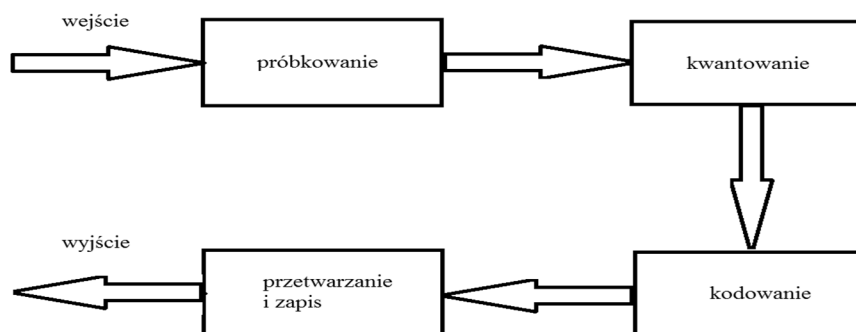 wejście
próbkowanie
kwantowanie
wyjście
przetwarzanie
i zapis
kodowanie